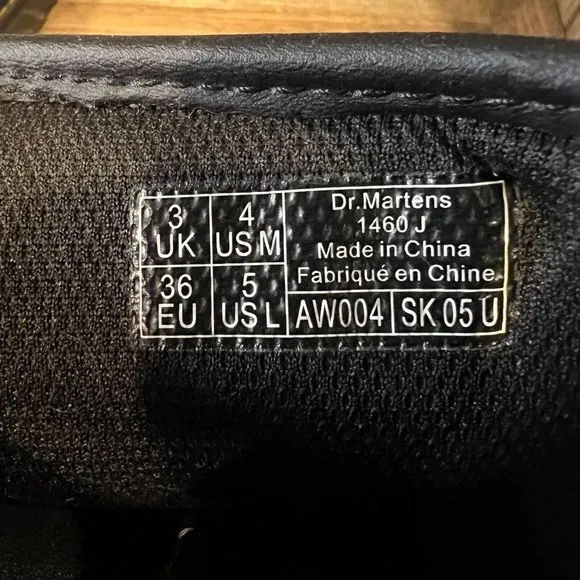 3
UK
4
US M
36
EU
5
US L
Dr.Martens
1460 J
Made in China
Fabriqué en Chine
AW004
SK 05 U